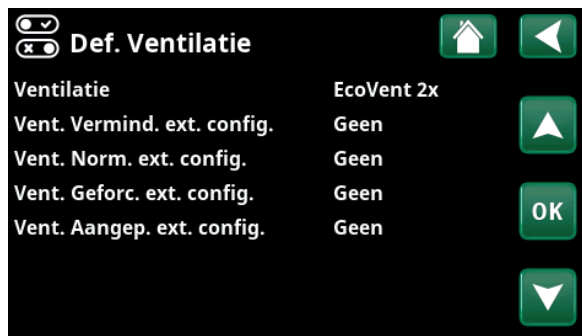 Def. Ventilatie
Ventilatie EcoVent 2x
Vent. Vermind. ext. config. Geen
Vent. Norm. ext. config. Geen
Vent. Geforc. ext. config. Geen
Vent. Aangep. ext. config. Geen
OK